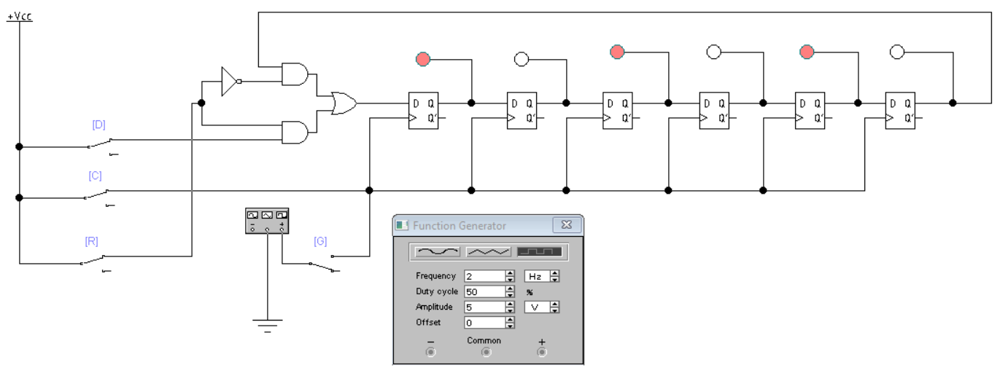 +Vcc
[D]
[C]
[R]
[G]
D Q
Q'
D Q
Q'
D Q
Q'
D Q
Q'
D Q
Q'
D Q
Q'
− +
Function Generator
Frequency 2 Hz
Duty cycle 50 %
Amplitude 5 V
Offset 0
− Common +